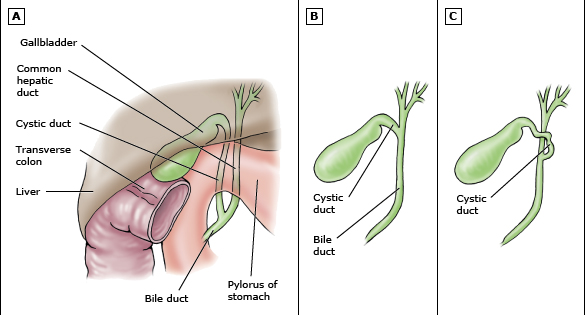 A
Gallbladder
Common
hepatic
duct
Cystic duct
Transverse
colon
Liver
Bile duct
Pylorus of
stomach
B
Cystic
duct
Bile
duct
C
Cystic
duct